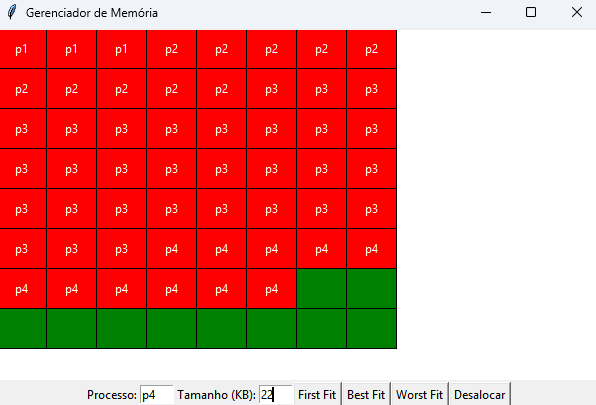 Gerenciador de Memória
p1 p1 p1 p2 p2 p2 p2 p2
p2 p2 p2 p2 p2 p3 p3 p3
p3 p3 p3 p3 p3 p3 p3 p3
p3 p3 p3 p3 p3 p3 p3 p3
p3 p3 p3 p3 p3 p3 p3 p3
p3 p3 p3 p4 p4 p4 p4 p4
p4 p4 p4 p4 p4 p4
Processo: p4 Tamanho (KB): 22 First Fit Best Fit Worst Fit Desalocar